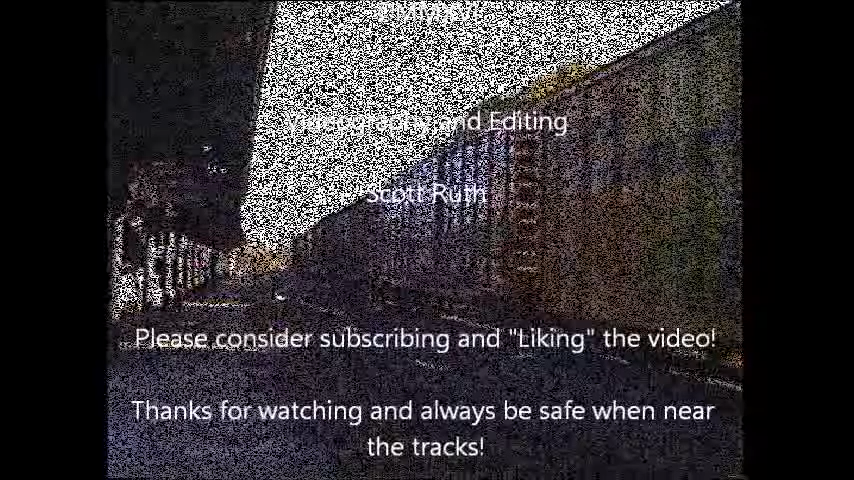 Videography and Editing
Scott Ruth
Please consider subscribing and "Liking" the video!
Thanks for watching and always be safe when near
the tracks!